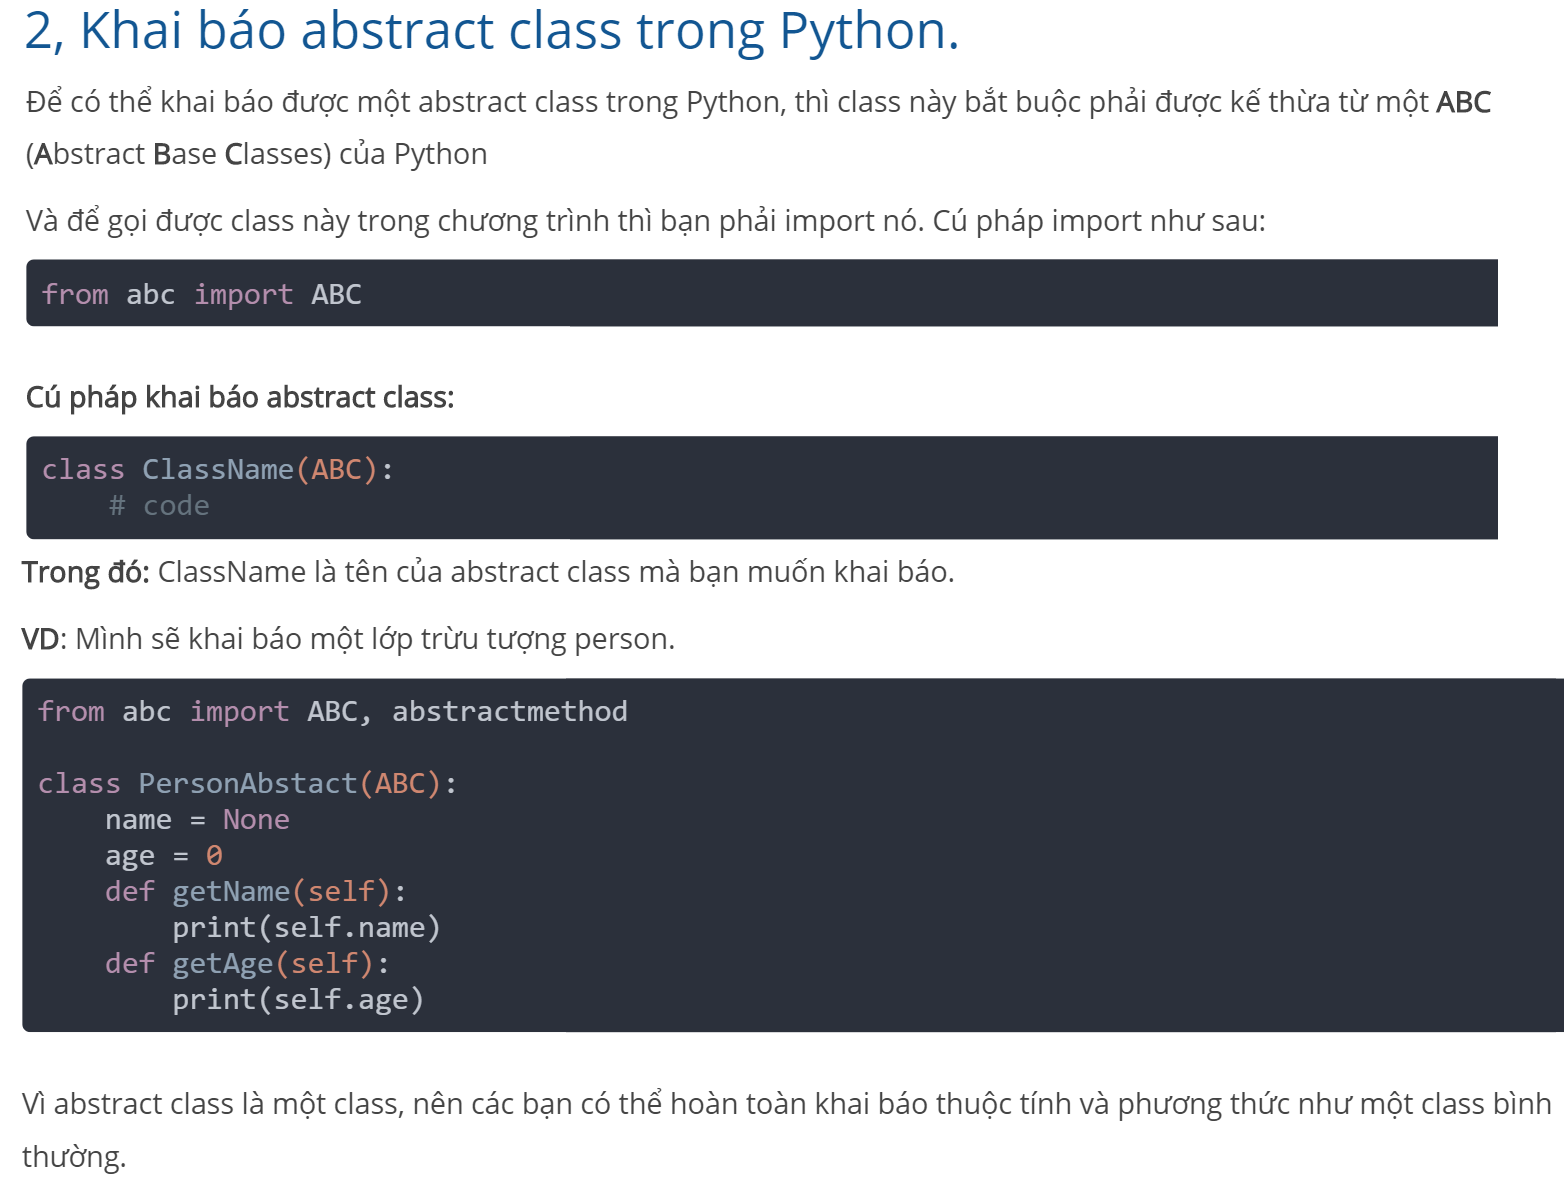 2, Khai báo abstract class trong Python.
Để có thể khai báo được một abstract class trong Python, thì class này bắt buộc phải được kế thừa từ một ABC
(Abstract Base Classes) của Python
Và để gọi được class này trong chương trình thì bạn phải import nó. Cú pháp import như sau:
from abc import ABC
Cú pháp khai báo abstract class:
class ClassName(ABC):
    # code
Trong đó: ClassName là tên của abstract class mà bạn muốn khai báo.
VD: Mình sẽ khai báo một lớp trừu tượng person.
from abc import ABC, abstractmethod
class PersonAbstact(ABC):
    name = None
    age = 0
    def getName(self):
        print(self.name)
    def getAge(self):
        print(self.age)
Vì abstract class là một class, nên các bạn có thể hoàn toàn khai báo thuộc tính và phương thức như một class bình
thường.